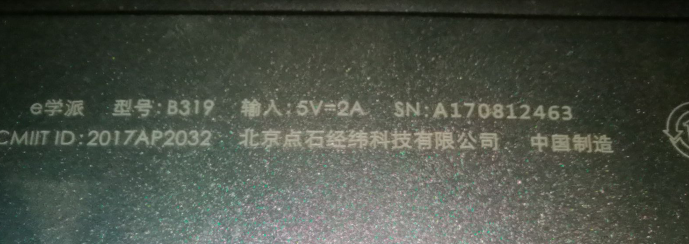 e学派 型号:B319 输入:5V=2A SN:A170812463
CMIIT ID:2017AP2032 北京点石经纬科技有限公司 中国制造